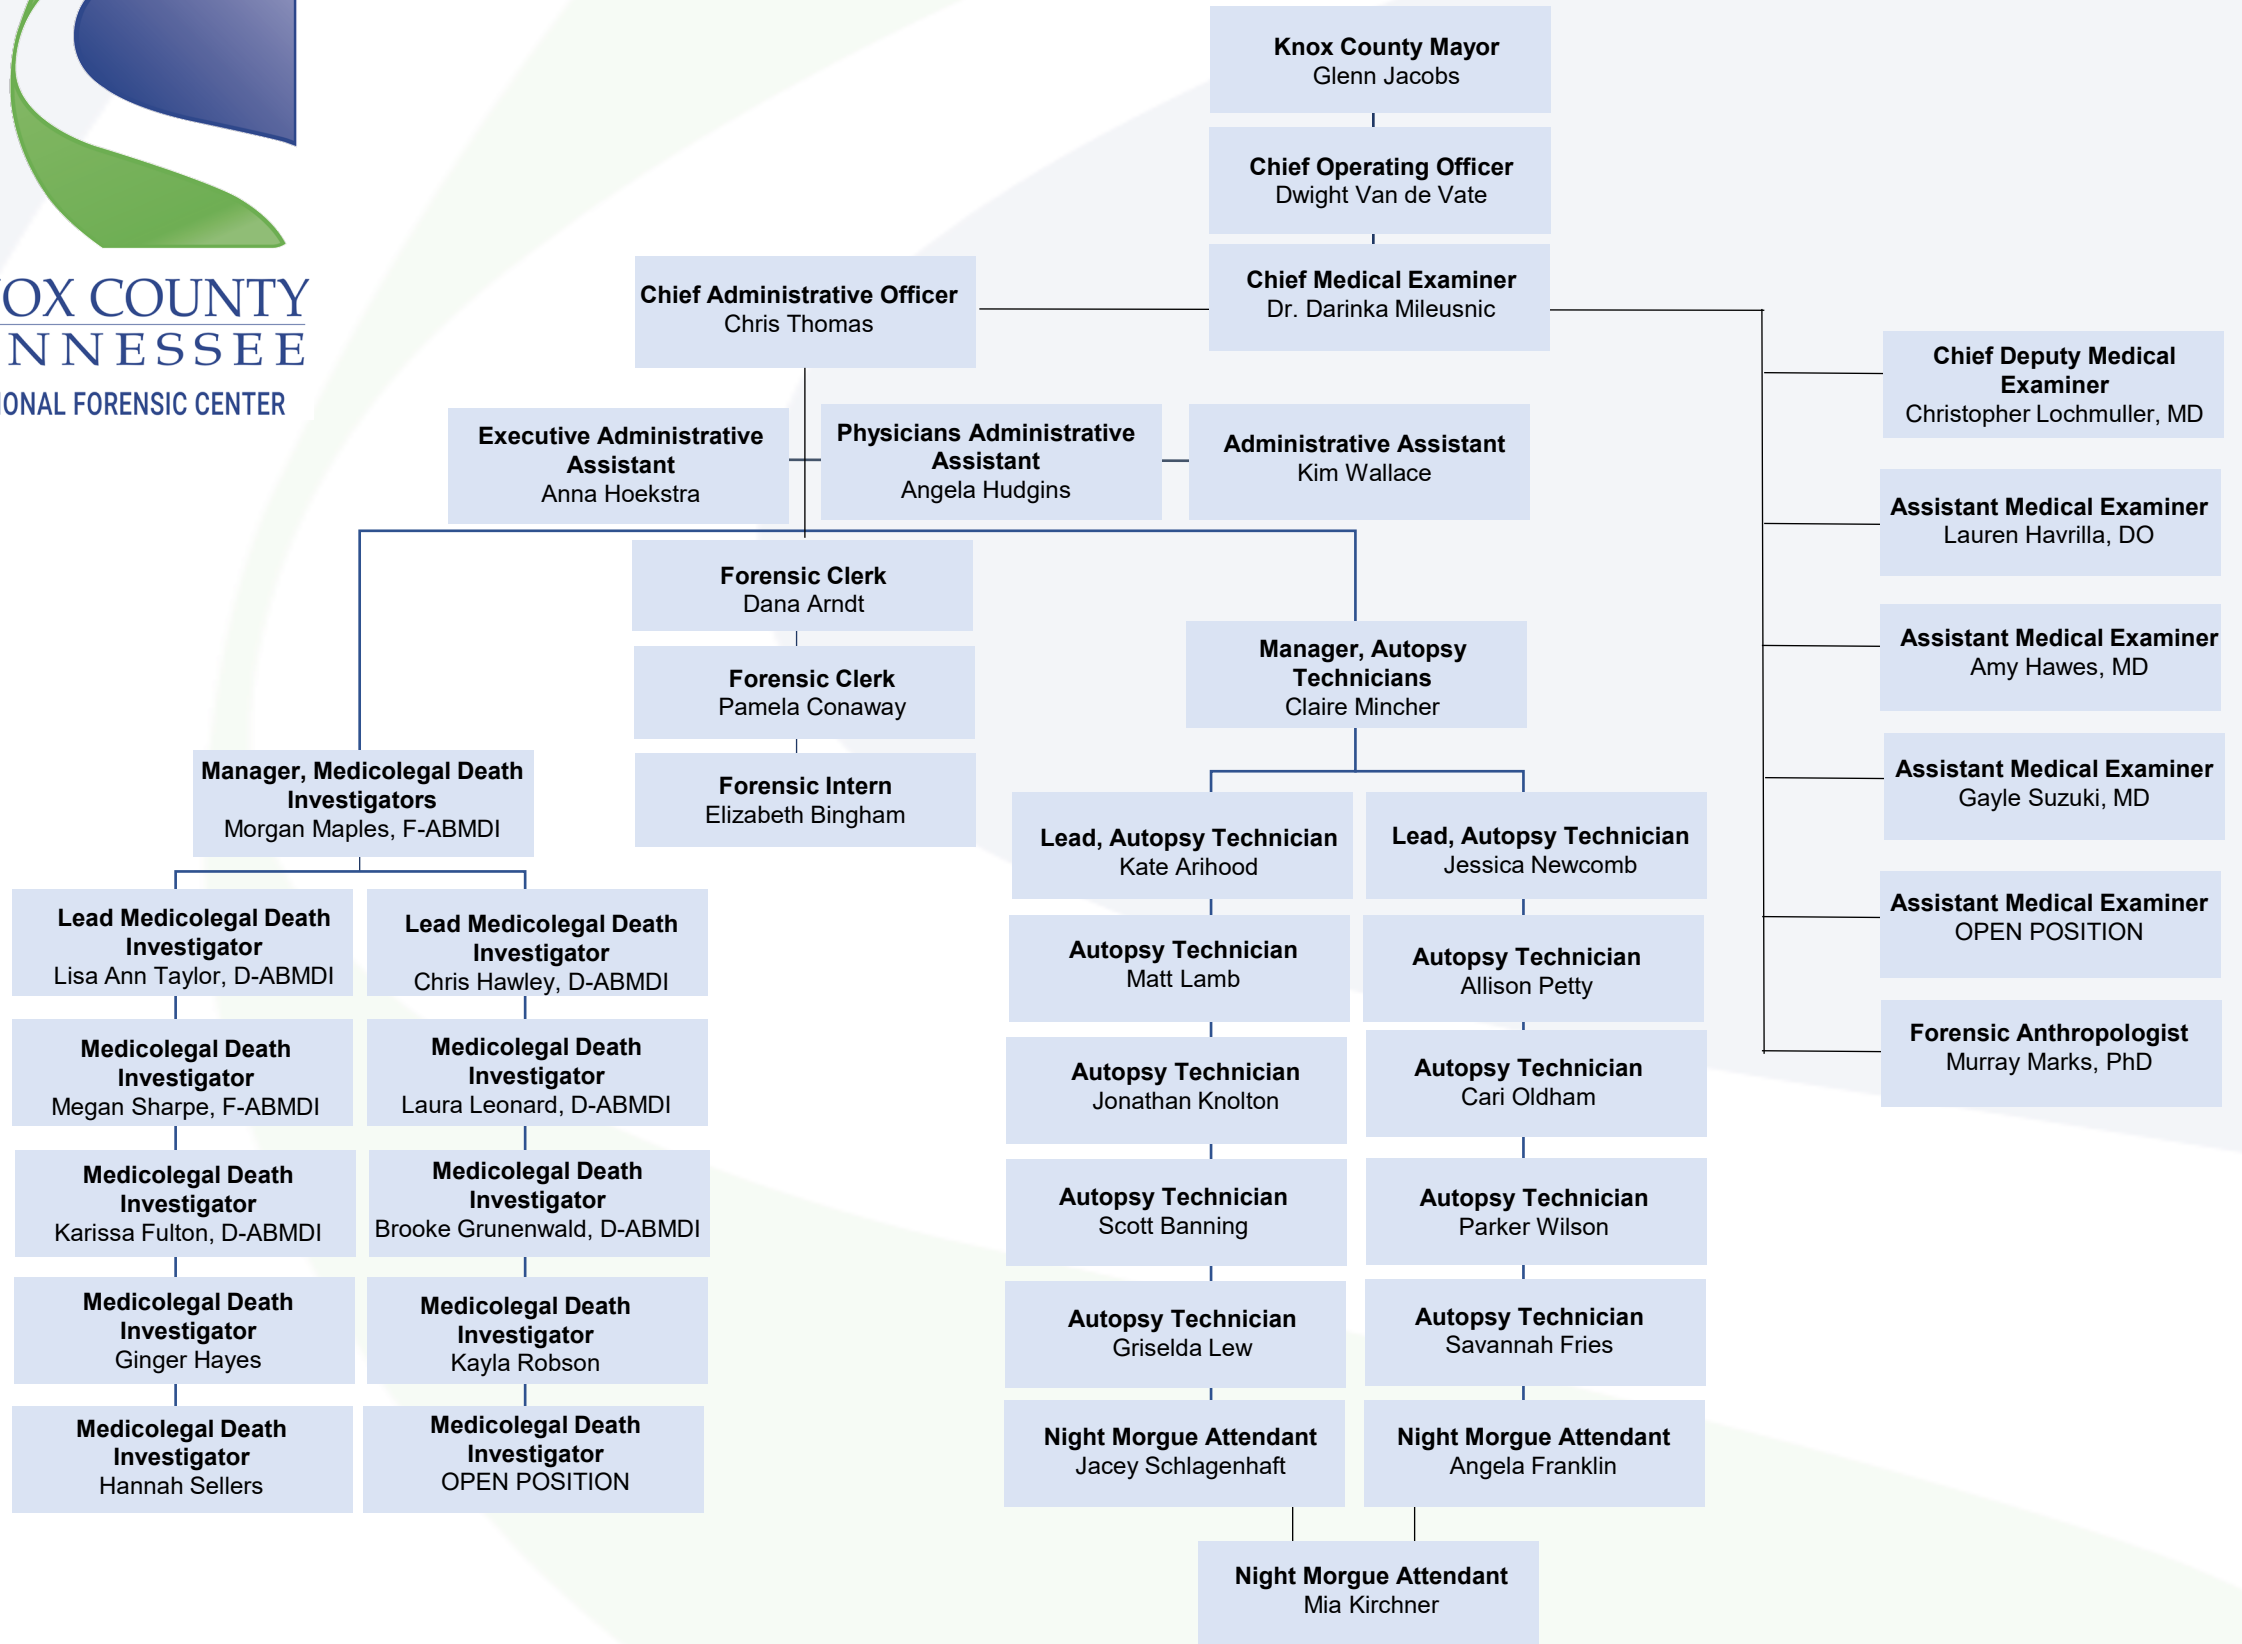 OX COUNTY
NNESSEE
IONAL FORENSIC CENTER
Knox County Mayor
Glenn Jacobs
Chief Operating Officer
Dwight Van de Vate
Chief Medical Examiner
Dr. Darinka Mileusnic
Chief Administrative Officer
Chris Thomas
Executive Administrative
Assistant
Anna Hoekstra
Physicians Administrative
Assistant
Angela Hudgins
Administrative Assistant
Kim Wallace
Chief Deputy Medical
Examiner
Christopher Lochmuller, MD
Assistant Medical Examiner
Lauren Havrilla, DO
Assistant Medical Examiner
Amy Hawes, MD
Assistant Medical Examiner
Gayle Suzuki, MD
Assistant Medical Examiner
OPEN POSITION
Forensic Anthropologist
Murray Marks, PhD
Forensic Clerk
Dana Arndt
Forensic Clerk
Pamela Conaway
Forensic Intern
Elizabeth Bingham
Manager, Medicolegal Death
Investigators
Morgan Maples, F-ABMDI
Lead Medicolegal Death
Investigator
Lisa Ann Taylor, D-ABMDI
Medicolegal Death
Investigator
Megan Sharpe, F-ABMDI
Medicolegal Death
Investigator
Karissa Fulton, D-ABMDI
Medicolegal Death
Investigator
Ginger Hayes
Medicolegal Death
Investigator
Hannah Sellers
Lead Medicolegal Death
Investigator
Chris Hawley, D-ABMDI
Medicolegal Death
Investigator
Laura Leonard, D-ABMDI
Medicolegal Death
Investigator
Brooke Grunenwald, D-ABMDI
Medicolegal Death
Investigator
Kayla Robson
Medicolegal Death
Investigator
OPEN POSITION
Manager, Autopsy
Technicians
Claire Mincher
Lead, Autopsy Technician
Kate Arihood
Autopsy Technician
Matt Lamb
Autopsy Technician
Jonathan Knolton
Autopsy Technician
Scott Banning
Autopsy Technician
Griselda Lew
Night Morgue Attendant
Jacey Schlagenhaft
Lead, Autopsy Technician
Jessica Newcomb
Autopsy Technician
Allison Petty
Autopsy Technician
Cari Oldham
Autopsy Technician
Parker Wilson
Autopsy Technician
Savannah Fries
Night Morgue Attendant
Angela Franklin
Night Morgue Attendant
Mia Kirchner